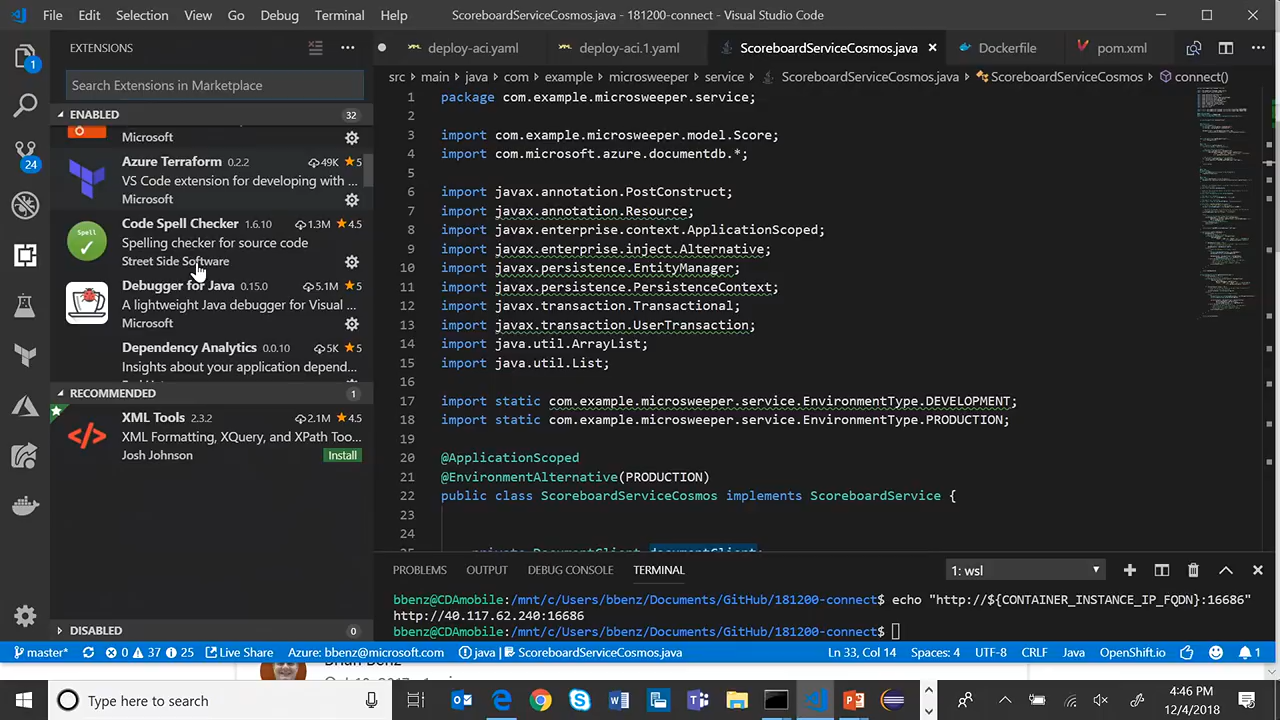 File Edit Selection View Go Debug Terminal Help ScoreboardServiceCosmos.java - 181200-connect - Visual Studio Code
EXTENSIONS
Search Extensions in Marketplace
ENABLED 32
Microsoft
Azure Terraform 0.2.2 49K 5
VS Code extension for developing with ...
Microsoft
Code Spell Checker 1.6.10 1.3M 4.5
Spelling checker for source code
Street Side Software
Debugger for Java 0.15.0 5.1M 5
A lightweight Java debugger for Visual ...
Microsoft
Dependency Analytics 0.0.10 5K 5
Insights about your application depend...
RECOMMENDED 1
XML Tools 2.3.2 2.1M 4.5
XML Formatting, XQuery, and XPath Too...
Josh Johnson Install
DISABLED 0
1
24
Spell
deploy-aci.yaml deploy-aci.1.yaml ScoreboardServiceCosmos.java Dockerfile pom.xml
src main java com example microsweeper service ScoreboardServiceCosmos.java ScoreboardServiceCosmos connect()
1 package com.example.microsweeper.service;
2
3 import com.example.microsweeper.model.Score;
4 import com.microsoft.azure.documentdb.*;
5
6 import javax.annotation.PostConstruct;
7 import javax.annotation.Resource;
8 import javax.enterprise.context.ApplicationScoped;
9 import javax.enterprise.inject.Alternative;
10 import javax.persistence.EntityManager;
11 import javax.persistence.PersistenceContext;
12 import javax.transaction.Transactional;
13 import javax.transaction.UserTransaction;
14 import java.util.ArrayList;
15 import java.util.List;
16
17 import static com.example.microsweeper.service.EnvironmentType.DEVELOPMENT;
18 import static com.example.microsweeper.service.EnvironmentType.PRODUCTION;
19
20 @ApplicationScoped
21 @EnvironmentAlternative(PRODUCTION)
22 public class ScoreboardServiceCosmos implements ScoreboardService {
23
24
25 private DocumentClient documentClient;
PROBLEMS OUTPUT DEBUG CONSOLE TERMINAL 1: wsl
bbenz@CDAmobile:/mnt/c/Users/bbenz/Documents/GitHub/181200-connect$ echo "http://${CONTAINER_INSTANCE_IP_FQDN}:16686"
http://40.117.62.240:16686
bbenz@CDAmobile:/mnt/c/Users/bbenz/Documents/GitHub/181200-connect$
master* 0 37 25 Live Share Azure: bbenz@microsoft.com java ScoreboardServiceCosmos.java Ln 33, Col 14 Spaces: 4 UTF-8 CRLF Java OpenShift.io 1
Brian Benz
Type here to search
4:46 PM
12/4/2018